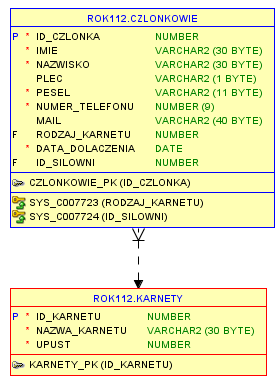 ROK112.CZLONKOWIE
P * ID_CZLONKA NUMBER
* IMIE VARCHAR2 (30 BYTE)
* NAZWISKO VARCHAR2 (30 BYTE)
PLEC VARCHAR2 (1 BYTE)
* PESEL VARCHAR2 (11 BYTE)
* NUMER_TELEFONU NUMBER (9)
MAIL VARCHAR2 (40 BYTE)
F RODZAJ_KARNETU NUMBER
* DATA_DOLACZENIA DATE
F ID_SILOWNI NUMBER
CZLONKOWIE_PK (ID_CZLONKA)
SYS_C007723 (RODZAJ_KARNETU)
SYS_C007724 (ID_SILOWNI)
ROK112.KARNETY
P * ID_KARNETU NUMBER
* NAZWA_KARNETU VARCHAR2 (30 BYTE)
* UPUST NUMBER
KARNETY_PK (ID_KARNETU)